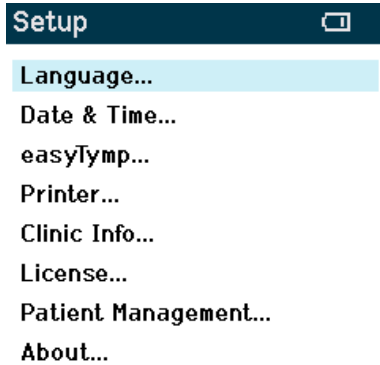 Setup
Language...
Date & Time...
easyTymp...
Printer...
Clinic Info...
License...
Patient Management...
About...